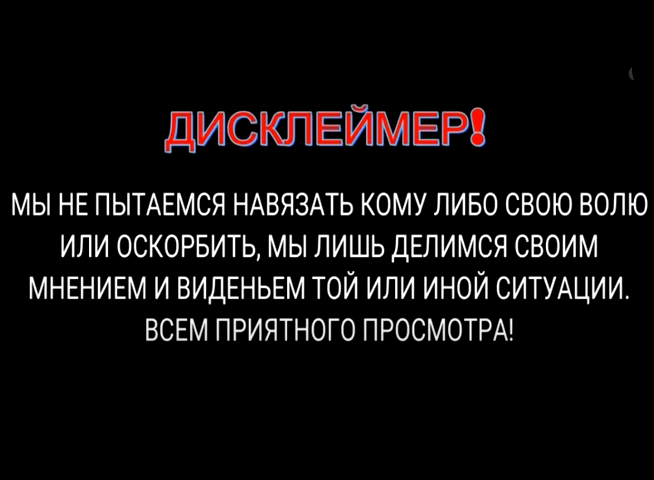 ДИСКЛЕЙМЕР!
МЫ НЕ ПЫТАЕМСЯ НАВЯЗАТЬ КОМУ ЛИБО СВОЮ ВОЛЮ
ИЛИ ОСКОРБИТЬ, МЫ ЛИШЬ ДЕЛИМСЯ СВОИМ
МНЕНИЕМ И ВИДЕНЬЕМ ТОЙ ИЛИ ИНОЙ СИТУАЦИИ.
ВСЕМ ПРИЯТНОГО ПРОСМОТРА!